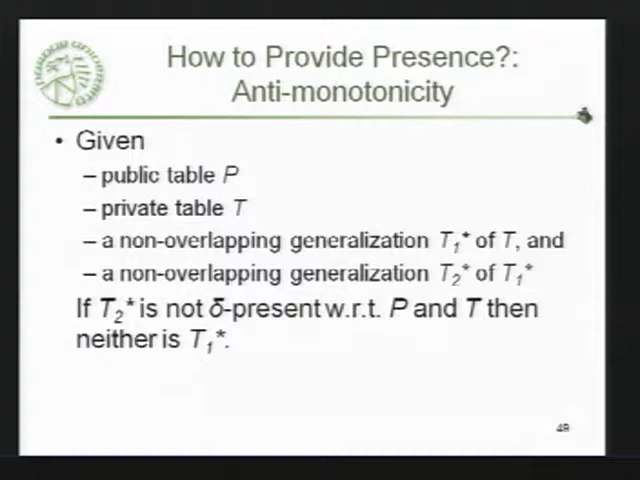 How to Provide Presence?:
Anti-monotonicity
• Given
– public table P
– private table T
– a non-overlapping generalization T₁* of T, and
– a non-overlapping generalization T₂* of T₁*
If T₂* is not δ-present w.r.t. P and T then
neither is T₁*.